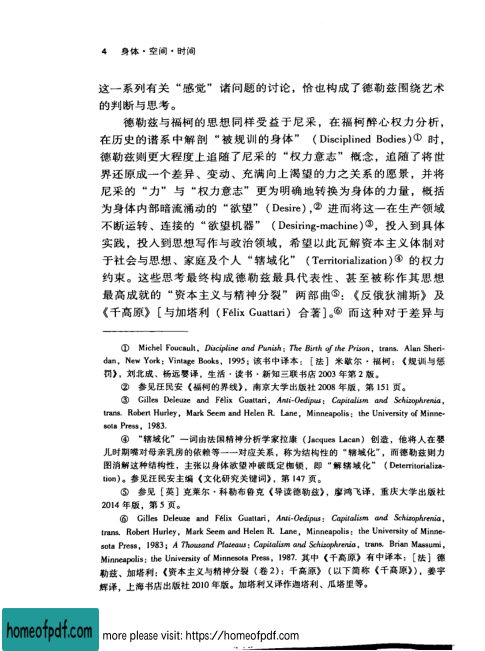 4 身体·空间·时间
这一系列有关“感觉”诸问题的讨论，恰也构成了德勒兹围绕艺术
的判断与思考。
德勒兹与福柯的思想同样受益于尼采，在福柯醉心权力分析，
在历史的谱系中解剖“被规训的身体”（Disciplined Bodies）① 时，
德勒兹则更大程度上追随了尼采的“权力意志”概念，追随了将世
界还原成一个差异、变动、充满向上渴望的力之关系的愿景，并将
尼采的“力”与“权力意志”更为明确地转换为身体的力量，概括
为身体内部暗流涌动的“欲望”（Desire），② 进而将这一在生产领域
不断运转、连接的“欲望机器”（Desiring-machine）③，投入到具体
实践，投入到思想写作与政治领域，希望以此瓦解资本主义体制对
于社会与思想、家庭及个人“辖域化”（Territorialization）④ 的权力
约束。这些思考最终构成德勒兹最具代表性、甚至被称作其思想
最高成就的“资本主义与精神分裂”两部曲⑤：《反俄狄浦斯》及
《千高原》［与加塔利（Félix Guattari）合著］。⑥ 而这种对于差异与
① Michel Foucault, Discipline and Punish: The Birth of the Prison, trans. Alan Sheri-
dan, New York: Vintage Books, 1995；该书中译本：［法］米歇尔·福柯：《规训与惩
罚》，刘北成、杨远婴译，生活·读书·新知三联书店 2003 年第 2 版。
② 参见汪民安《福柯的界线》，南京大学出版社 2008 年版，第 151 页。
③ Gilles Deleuze and Félix Guattari, Anti-Oedipus: Capitalism and Schizophrenia,
trans. Robert Hurley, Mark Seem and Helen R. Lane, Minneapolis: the University of Minne-
sota Press, 1983.
④ “辖域化”一词由法国精神分析学家拉康（Jacques Lacan）创造，他将人在婴
儿时期嘴对母亲乳房的依赖等一一对应关系，称为结构性的“辖域化”，而德勒兹则力
图消解这种结构性，主张以身体欲望冲破既定枷锁，即“解辖域化”（Deterritorializa-
tion）。参见汪民安主编《文化研究关键词》，第 147 页。
⑤ 参见［英］克莱尔·科勒布鲁克《导读德勒兹》，廖鸿飞译，重庆大学出版社
2014 年版，第 5 页。
⑥ Gilles Deleuze and Félix Guattari, Anti-Oedipus: Capitalism and Schizophrenia,
trans. Robert Hurley, Mark Seem and Helen R. Lane, Minneapolis: the University of Minne-
sota Press, 1983; A Thousand Plateaus: Capitalism and Schizophrenia, trans. Brian Massumi,
Minneapolis: the University of Minnesota Press, 1987. 其中《千高原》有中译本：［法］德
勒兹、加塔利：《资本主义与精神分裂（卷2）：千高原》（以下简称《千高原》），姜宇
辉译，上海书店出版社 2010 年版。加塔利又译作迦塔利、瓜塔里等。
homeofpdf.com
more please visit: https://homeofpdf.com